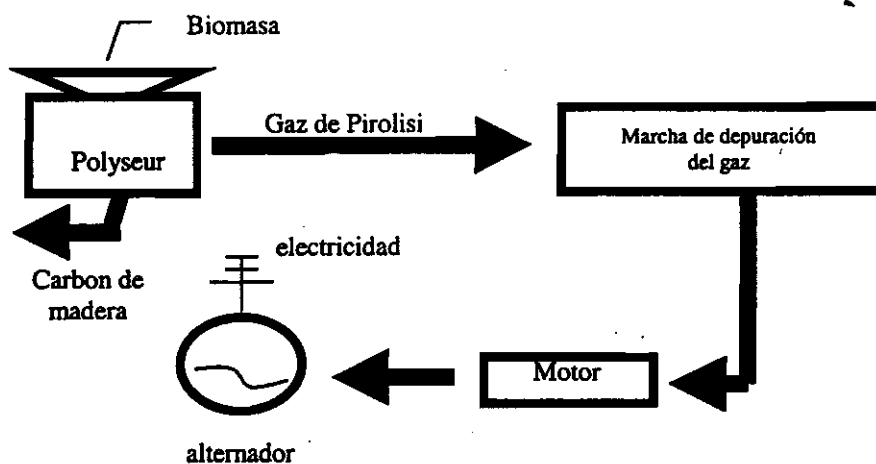 Biomasa
Gaz de Pirolisi
Polyseur
Marcha de depuración
del gaz
Carbon de
madera
electricidad
Motor
alternador